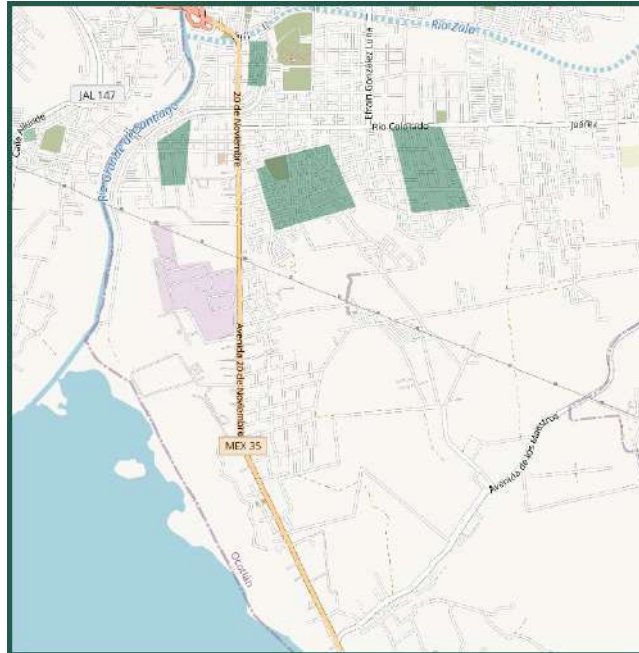 Río Zula
Efraín González Luna
JAL 147
Río Grande de Santiago
20 de Noviembre
Río Colorado
Juárez
Calle Allende
Avenida 20 de Noviembre
MEX 35
Avenida de los Maestros
Ocotlán